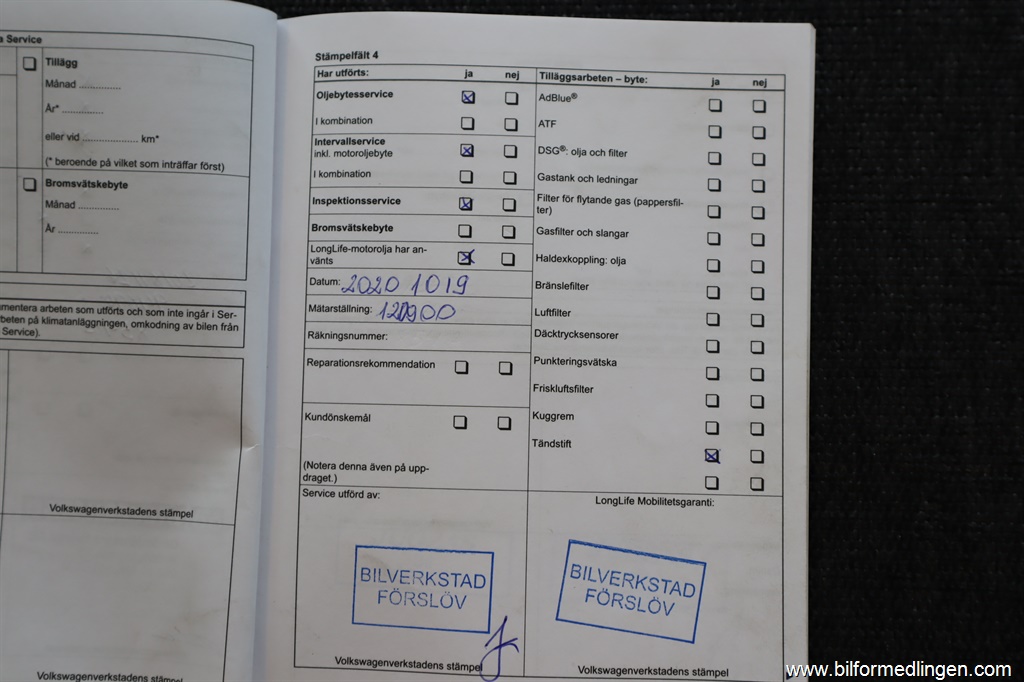 a Service
Tillägg
Månad ..............
År* ..............
eller vid ................... km*
(* beroende på vilket som inträffar först)
Bromsvätskebyte
Månad ..............
År ..............
umentera arbeten som utförts och som inte ingår i Ser-
beten på klimatanläggningen, omkodning av bilen från
Service).
Volkswagenverkstadens stämpel
Volkswagenverkstadens stämpel
Stämpelfält 4
Har utförts: ja nej
Oljebytesservice
I kombination
Intervallservice
inkl. motoroljebyte
I kombination
Inspektionsservice
Bromsvätskebyte
LongLife-motorolja har an-
vänts
Datum: 2020 10 19
Mätarställning:
Räkningsnummer:
Reparationsrekommendation
Kundönskemål
(Notera denna även på upp-
draget.)
Tilläggsarbeten – byte: ja nej
AdBlue®
ATF
DSG®: olja och filter
Gastank och ledningar
Filter för flytande gas (pappersfil-
ter)
Gasfilter och slangar
Haldexkoppling: olja
Bränslefilter
Luftfilter
Däcktrycksensorer
Punkteringsvätska
Friskluftsfilter
Kuggrem
Tändstift
Service utförd av:
BILVERKSTAD
FÖRSLÖV
Volkswagenverkstadens stämpel
LongLife Mobilitetsgaranti:
BILVERKSTAD
FÖRSLÖV
Volkswagenverkstadens stämpel
www.bilformedlingen.com